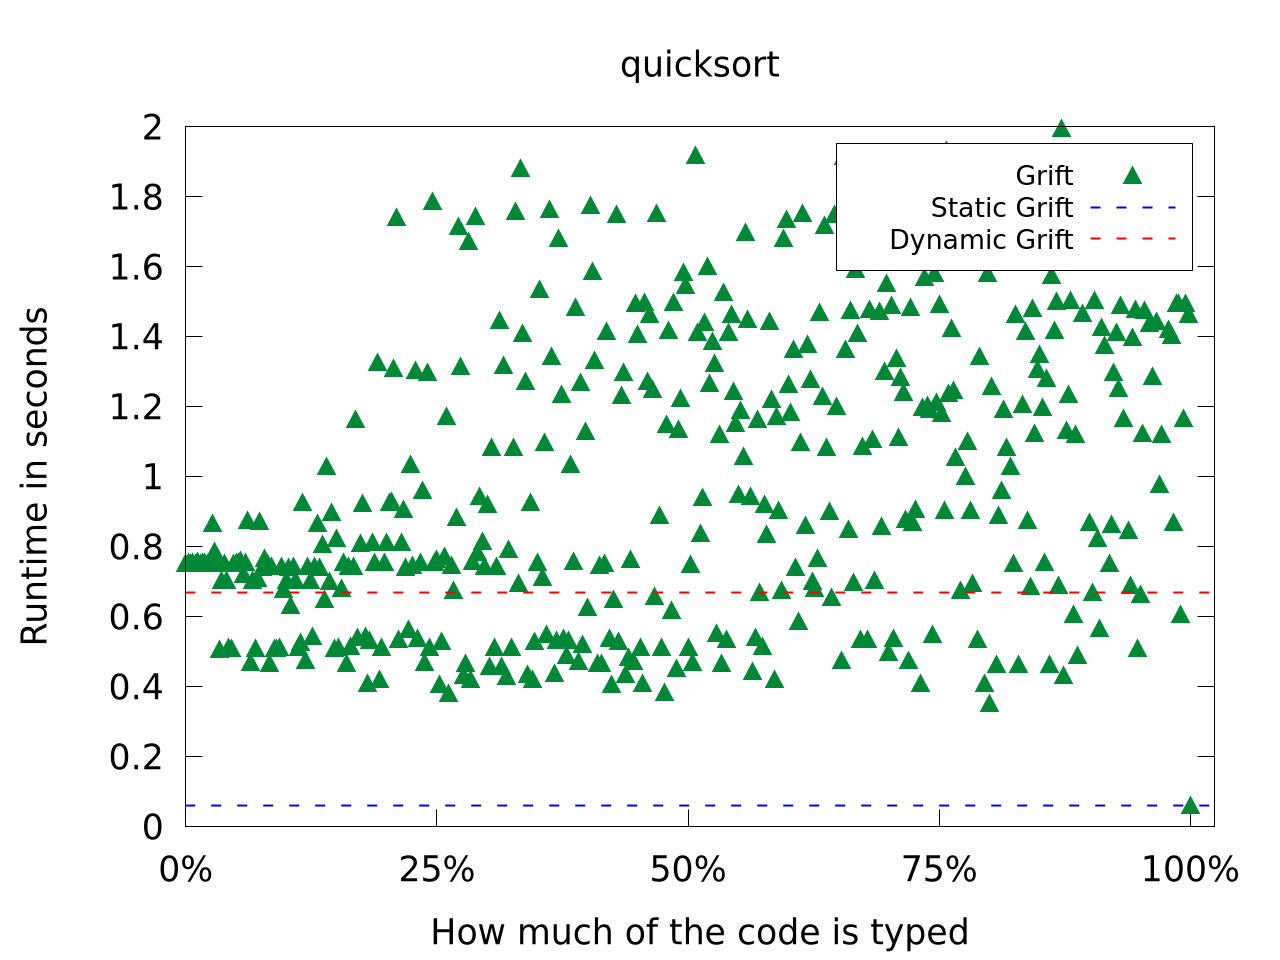 quicksort
Runtime in seconds
2
1.8
1.6
1.4
1.2
1
0.8
0.6
0.4
0.2
0
Grift
Static Grift
Dynamic Grift
0% 25% 50% 75% 100%
How much of the code is typed